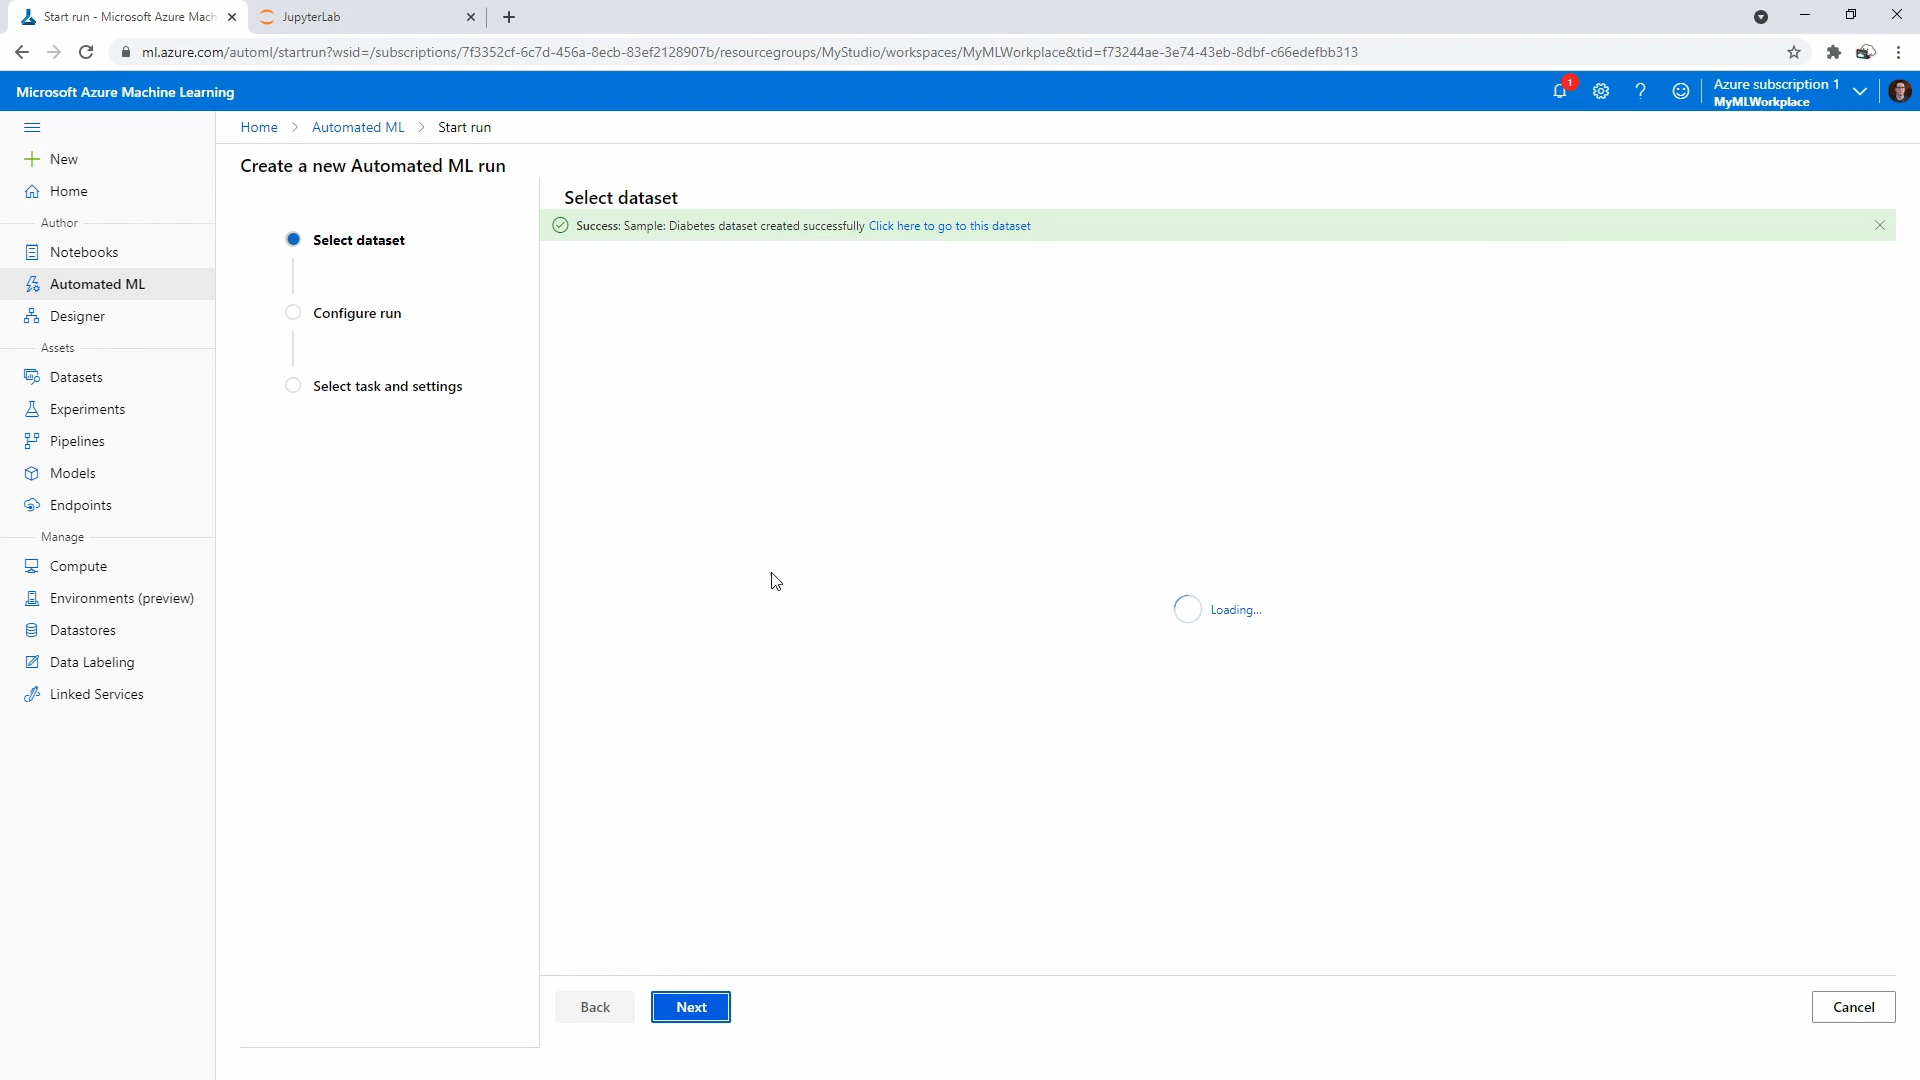 Start run - Microsoft Azure Mach
JupyterLab
ml.azure.com/automl/startrun?wsid=/subscriptions/7f3352cf-6c7d-456a-8ecb-83ef2128907b/resourcegroups/MyStudio/workspaces/MyMLWorkplace&tid=f73244ae-3e74-43eb-8dbf-c66edefbb313
Microsoft Azure Machine Learning
1
Azure subscription 1
MyMLWorkplace
Home > Automated ML > Start run
New
Home
Author
Notebooks
Automated ML
Designer
Assets
Datasets
Experiments
Pipelines
Models
Endpoints
Manage
Compute
Environments (preview)
Datastores
Data Labeling
Linked Services
Create a new Automated ML run
Select dataset
Configure run
Select task and settings
Select dataset
Success: Sample: Diabetes dataset created successfully Click here to go to this dataset
Loading...
Back
Next
Cancel